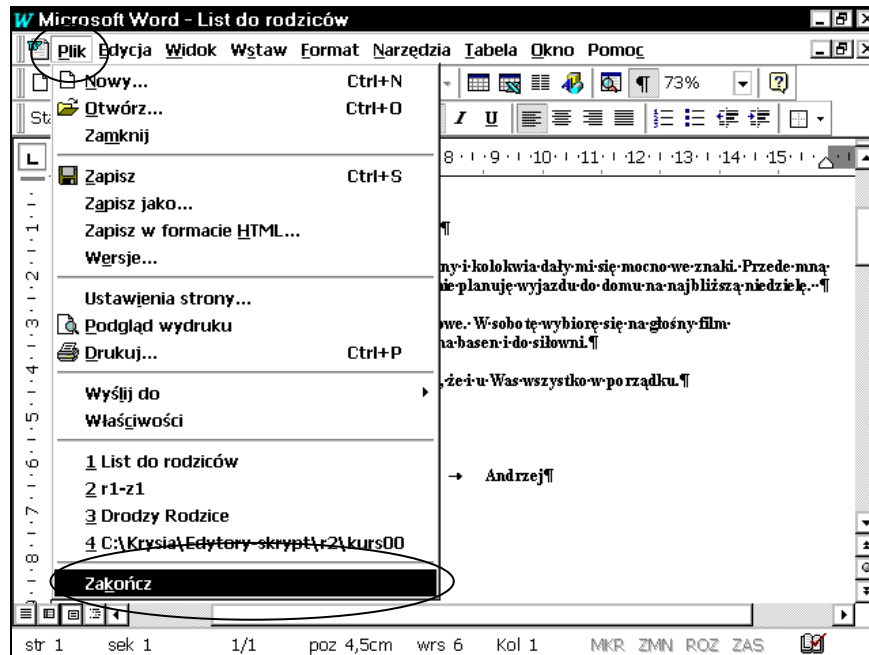 Microsoft Word - List do rodziców
Plik Edycja Widok Wstaw Format Narzędzia Tabela Okno Pomoc
Nowy... Ctrl+N
73%
Otwórz... Ctrl+O
I U
Zamknij
8 9 10 11 12 13 14 15
Zapisz Ctrl+S
Zapisz jako...
Zapisz w formacie HTML... ¶
Wersje...
ny·i·kolokwia·dały·mi·się·mocno·we·znaki.·Przede·mną·
nie·planuję·wyjazdu·do·domu·na·najbliższą·niedzielę.··¶
Ustawienia strony...
Podgląd wydruku
owe.·W·sobotę·wybiorę·się·na·głośny·film·
na·basen·i·do·siłowni.¶
Drukuj... Ctrl+P
,·że·i·u·Was·wszystko·w·porządku.¶
Wyślij do
Właściwości
1 List do rodziców
→ Andrzej¶
2 r1-z1
3 Drodzy Rodzice
4 C:\Krysia\Edytory-skrypt\r2\kurs00
Zakończ
str 1 sek 1 1/1 poz 4,5cm wrs 6 Kol 1 MKR ZMN ROZ ZAS